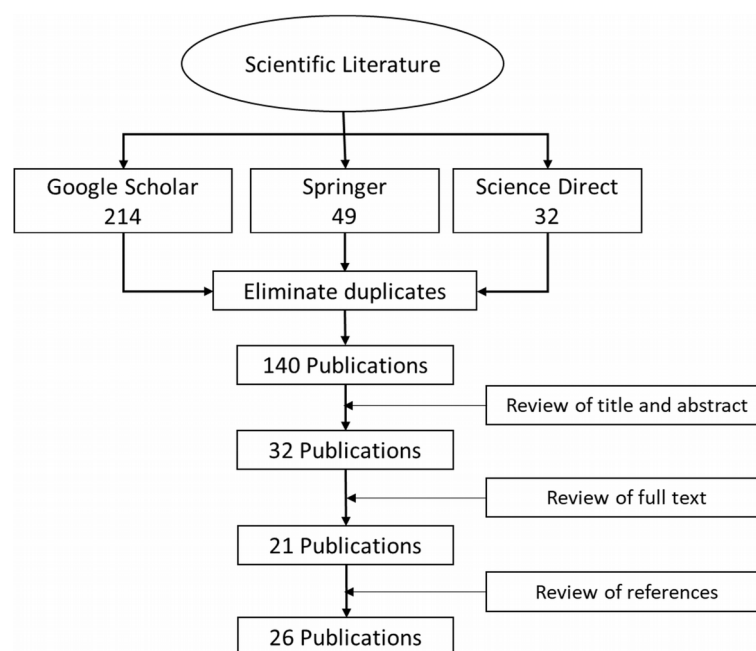 Scientific Literature
Google Scholar
214
Springer
49
Science Direct
32
Eliminate duplicates
140 Publications
Review of title and abstract
32 Publications
Review of full text
21 Publications
Review of references
26 Publications